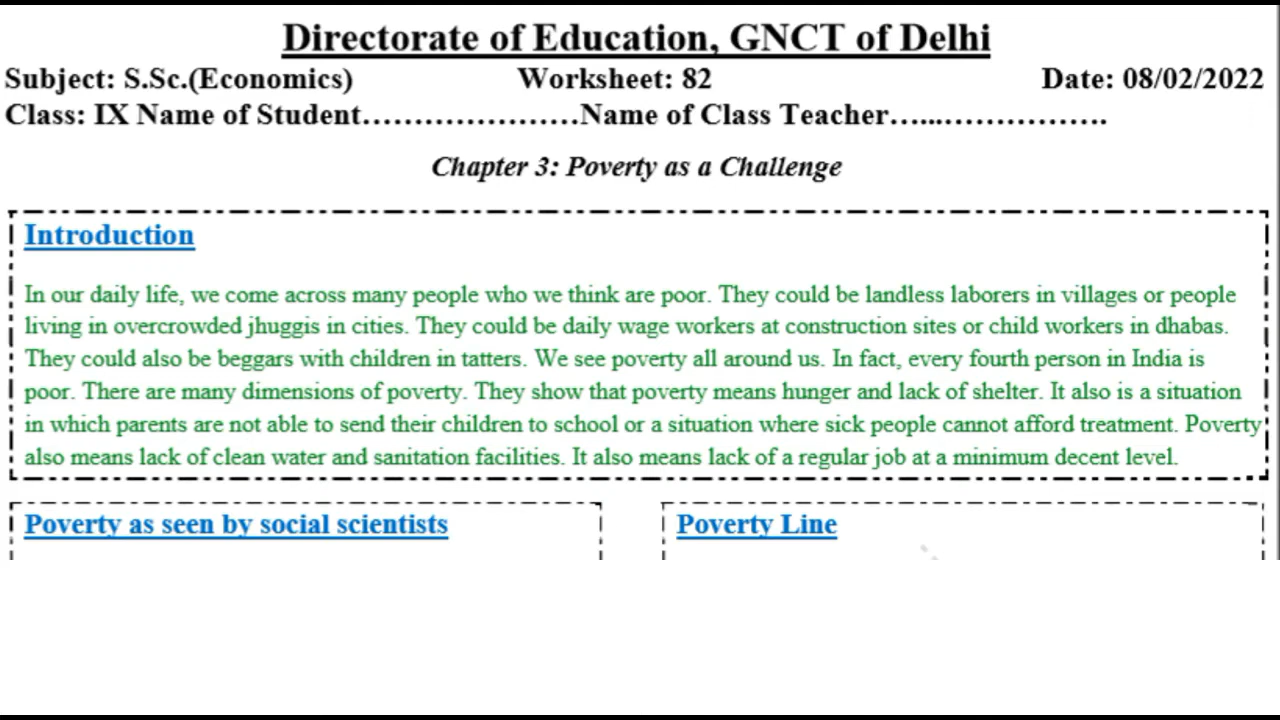 Directorate of Education, GNCT of Delhi
Subject: S.Sc.(Economics) Worksheet: 82 Date: 08/02/2022
Class: IX Name of Student…………………Name of Class Teacher…...…………….
Chapter 3: Poverty as a Challenge
Introduction
In our daily life, we come across many people who we think are poor. They could be landless laborers in villages or people
living in overcrowded jhuggis in cities. They could be daily wage workers at construction sites or child workers in dhabas.
They could also be beggars with children in tatters. We see poverty all around us. In fact, every fourth person in India is
poor. There are many dimensions of poverty. They show that poverty means hunger and lack of shelter. It also is a situation
in which parents are not able to send their children to school or a situation where sick people cannot afford treatment. Poverty
also means lack of clean water and sanitation facilities. It also means lack of a regular job at a minimum decent level.
Poverty as seen by social scientists
Poverty Line